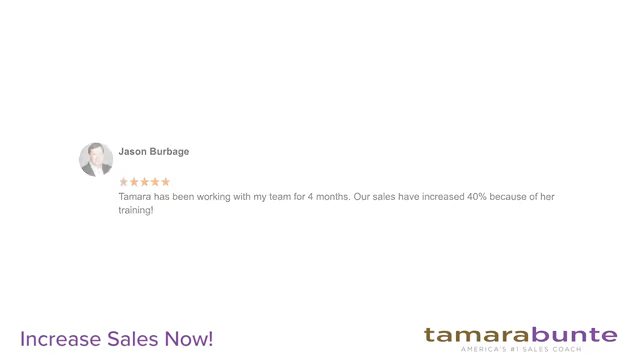 Jason Burbage
Tamara has been working with my team for 4 months. Our sales have increased 40% because of her
training!
Increase Sales Now!
tamarabunte
AMERICA'S #1 SALES COACH